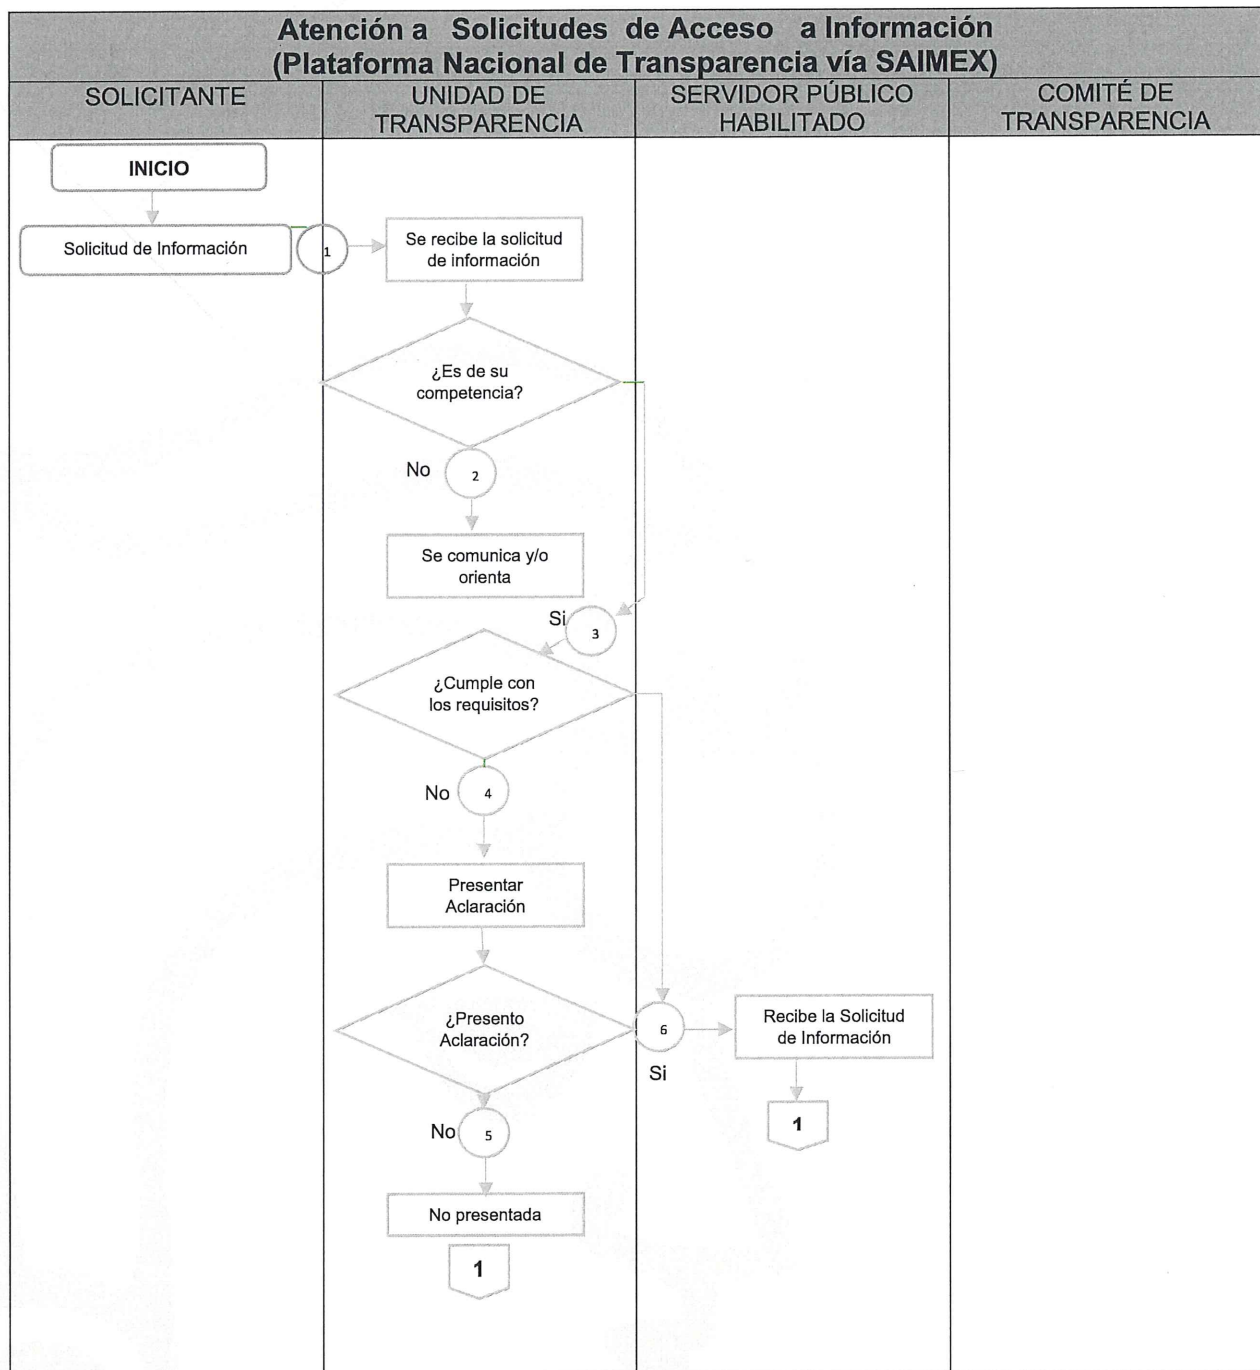 Atención a Solicitudes de Acceso a Información
(Plataforma Nacional de Transparencia vía SAIMEX)
SOLICITANTE
UNIDAD DE
TRANSPARENCIA
SERVIDOR PÚBLICO
HABILITADO
COMITÉ DE
TRANSPARENCIA
INICIO
Solicitud de Información
1
Se recibe la solicitud
de información
¿Es de su
competencia?
No
2
Se comunica y/o
orienta
Si
3
¿Cumple con
los requisitos?
No
4
Presentar
Aclaración
¿Presento
Aclaración?
6
Si
Recibe la Solicitud
de Información
1
No
5
No presentada
1